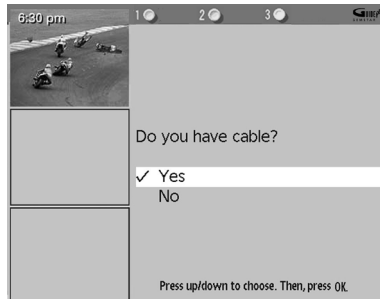 6:30 pm 1 2 3
Do you have cable?
✓ Yes
No
Press up/down to choose. Then, press OK.